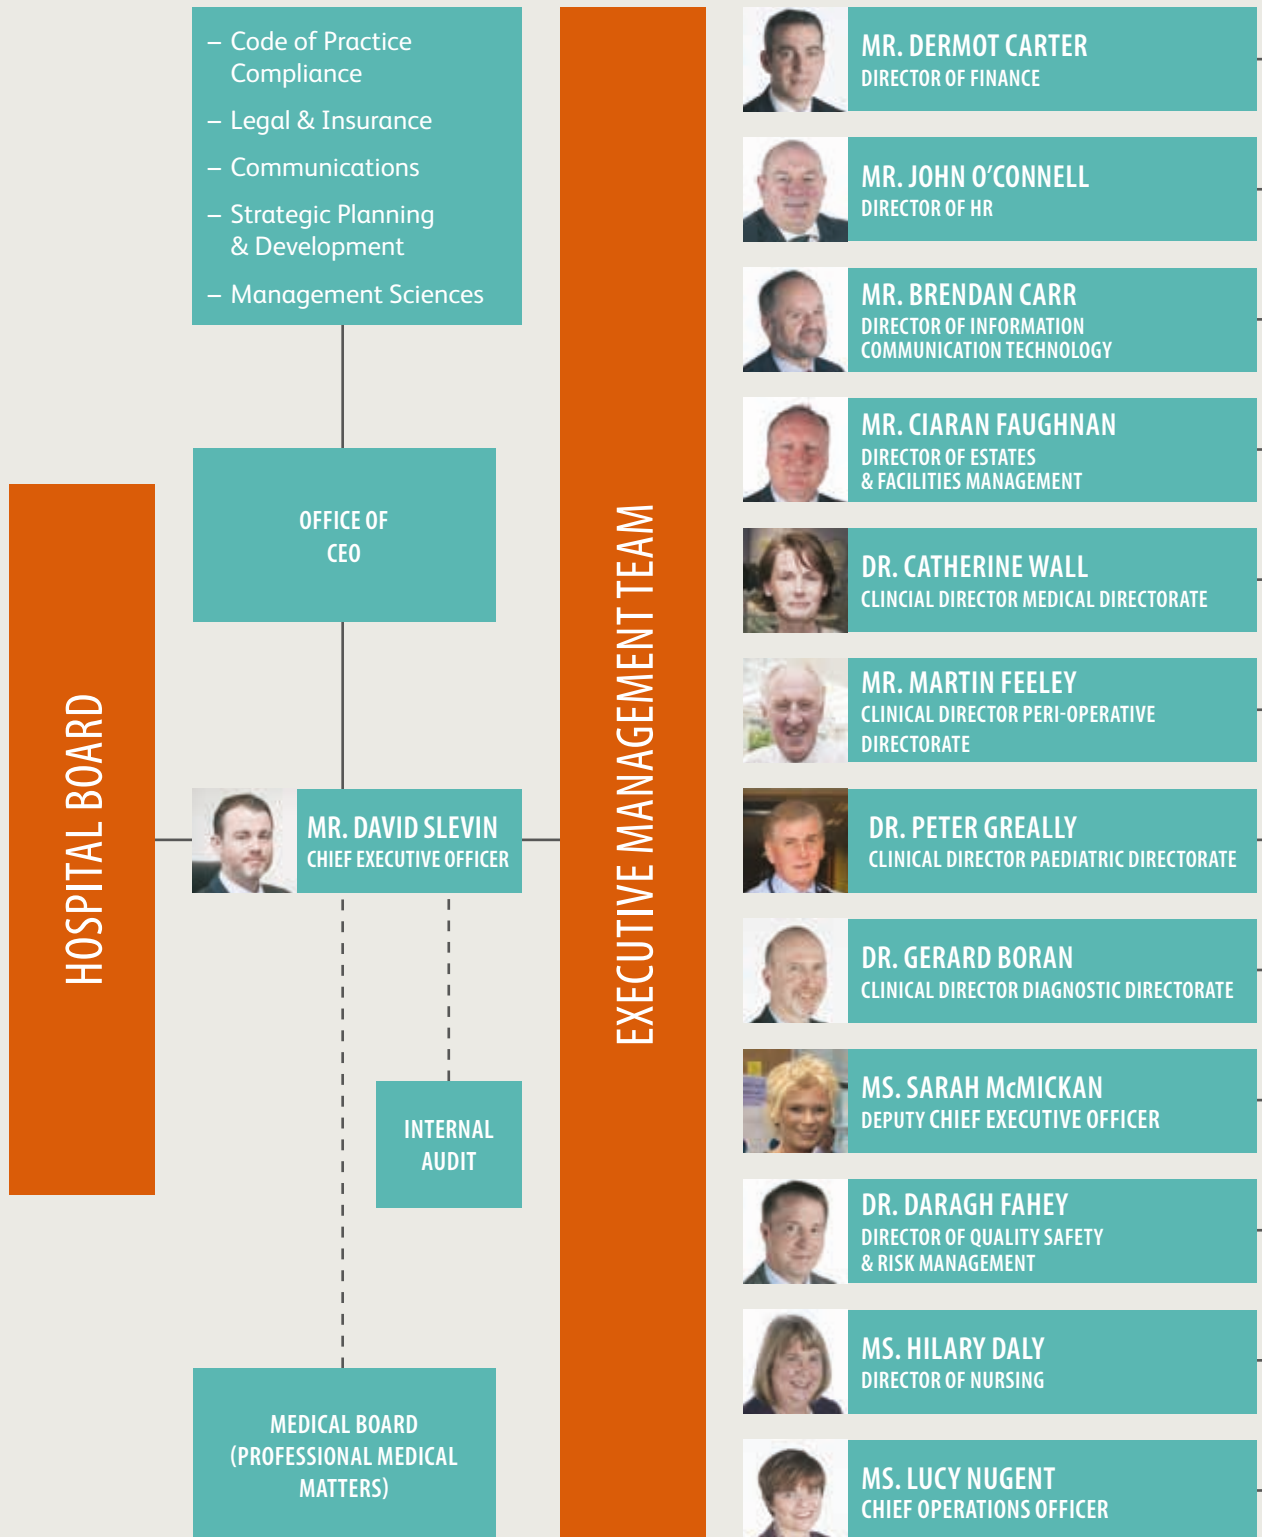 – Code of Practice
Compliance
– Legal & Insurance
– Communications
– Strategic Planning
& Development
– Management Sciences
OFFICE OF
CEO
HOSPITAL BOARD
MR. DAVID SLEVIN
CHIEF EXECUTIVE OFFICER
INTERNAL
AUDIT
MEDICAL BOARD
(PROFESSIONAL MEDICAL
MATTERS)
EXECUTIVE MANAGEMENT TEAM
MR. DERMOT CARTER
DIRECTOR OF FINANCE
MR. JOHN O’CONNELL
DIRECTOR OF HR
MR. BRENDAN CARR
DIRECTOR OF INFORMATION
COMMUNICATION TECHNOLOGY
MR. CIARAN FAUGHNAN
DIRECTOR OF ESTATES
& FACILITIES MANAGEMENT
DR. CATHERINE WALL
CLINCIAL DIRECTOR MEDICAL DIRECTORATE
MR. MARTIN FEELEY
CLINICAL DIRECTOR PERI-OPERATIVE
DIRECTORATE
DR. PETER GREALLY
CLINICAL DIRECTOR PAEDIATRIC DIRECTORATE
DR. GERARD BORAN
CLINICAL DIRECTOR DIAGNOSTIC DIRECTORATE
MS. SARAH McMICKAN
DEPUTY CHIEF EXECUTIVE OFFICER
DR. DARAGH FAHEY
DIRECTOR OF QUALITY SAFETY
& RISK MANAGEMENT
MS. HILARY DALY
DIRECTOR OF NURSING
MS. LUCY NUGENT
CHIEF OPERATIONS OFFICER